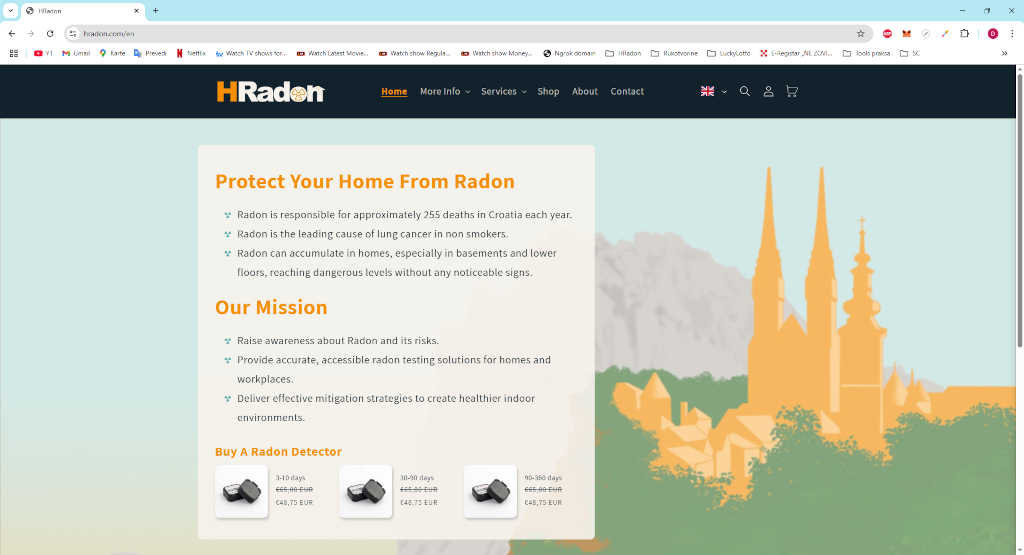 HRadon
hradon.com/en
YT
Gmail
Karte
Prevedi
Netflix
Watch TV shows for...
Watch Latest Movie...
Watch show Regula...
Watch show Money...
Ngrok domain
HRadon
Rukotvorine
LuckyLotto
E-Registar _NE ZOVI...
Tools praksa
SC
HRadon
Home
More Info
Services
Shop
About
Contact
Protect Your Home From Radon
Radon is responsible for approximately 255 deaths in Croatia each year.
Radon is the leading cause of lung cancer in non smokers.
Radon can accumulate in homes, especially in basements and lower
floors, reaching dangerous levels without any noticeable signs.
Our Mission
Raise awareness about Radon and its risks.
Provide accurate, accessible radon testing solutions for homes and
workplaces.
Deliver effective mitigation strategies to create healthier indoor
environments.
Buy A Radon Detector
3-10 days
€65,00 EUR
€48,75 EUR
30-90 days
€65,00 EUR
€48,75 EUR
90-360 days
€65,00 EUR
€48,75 EUR